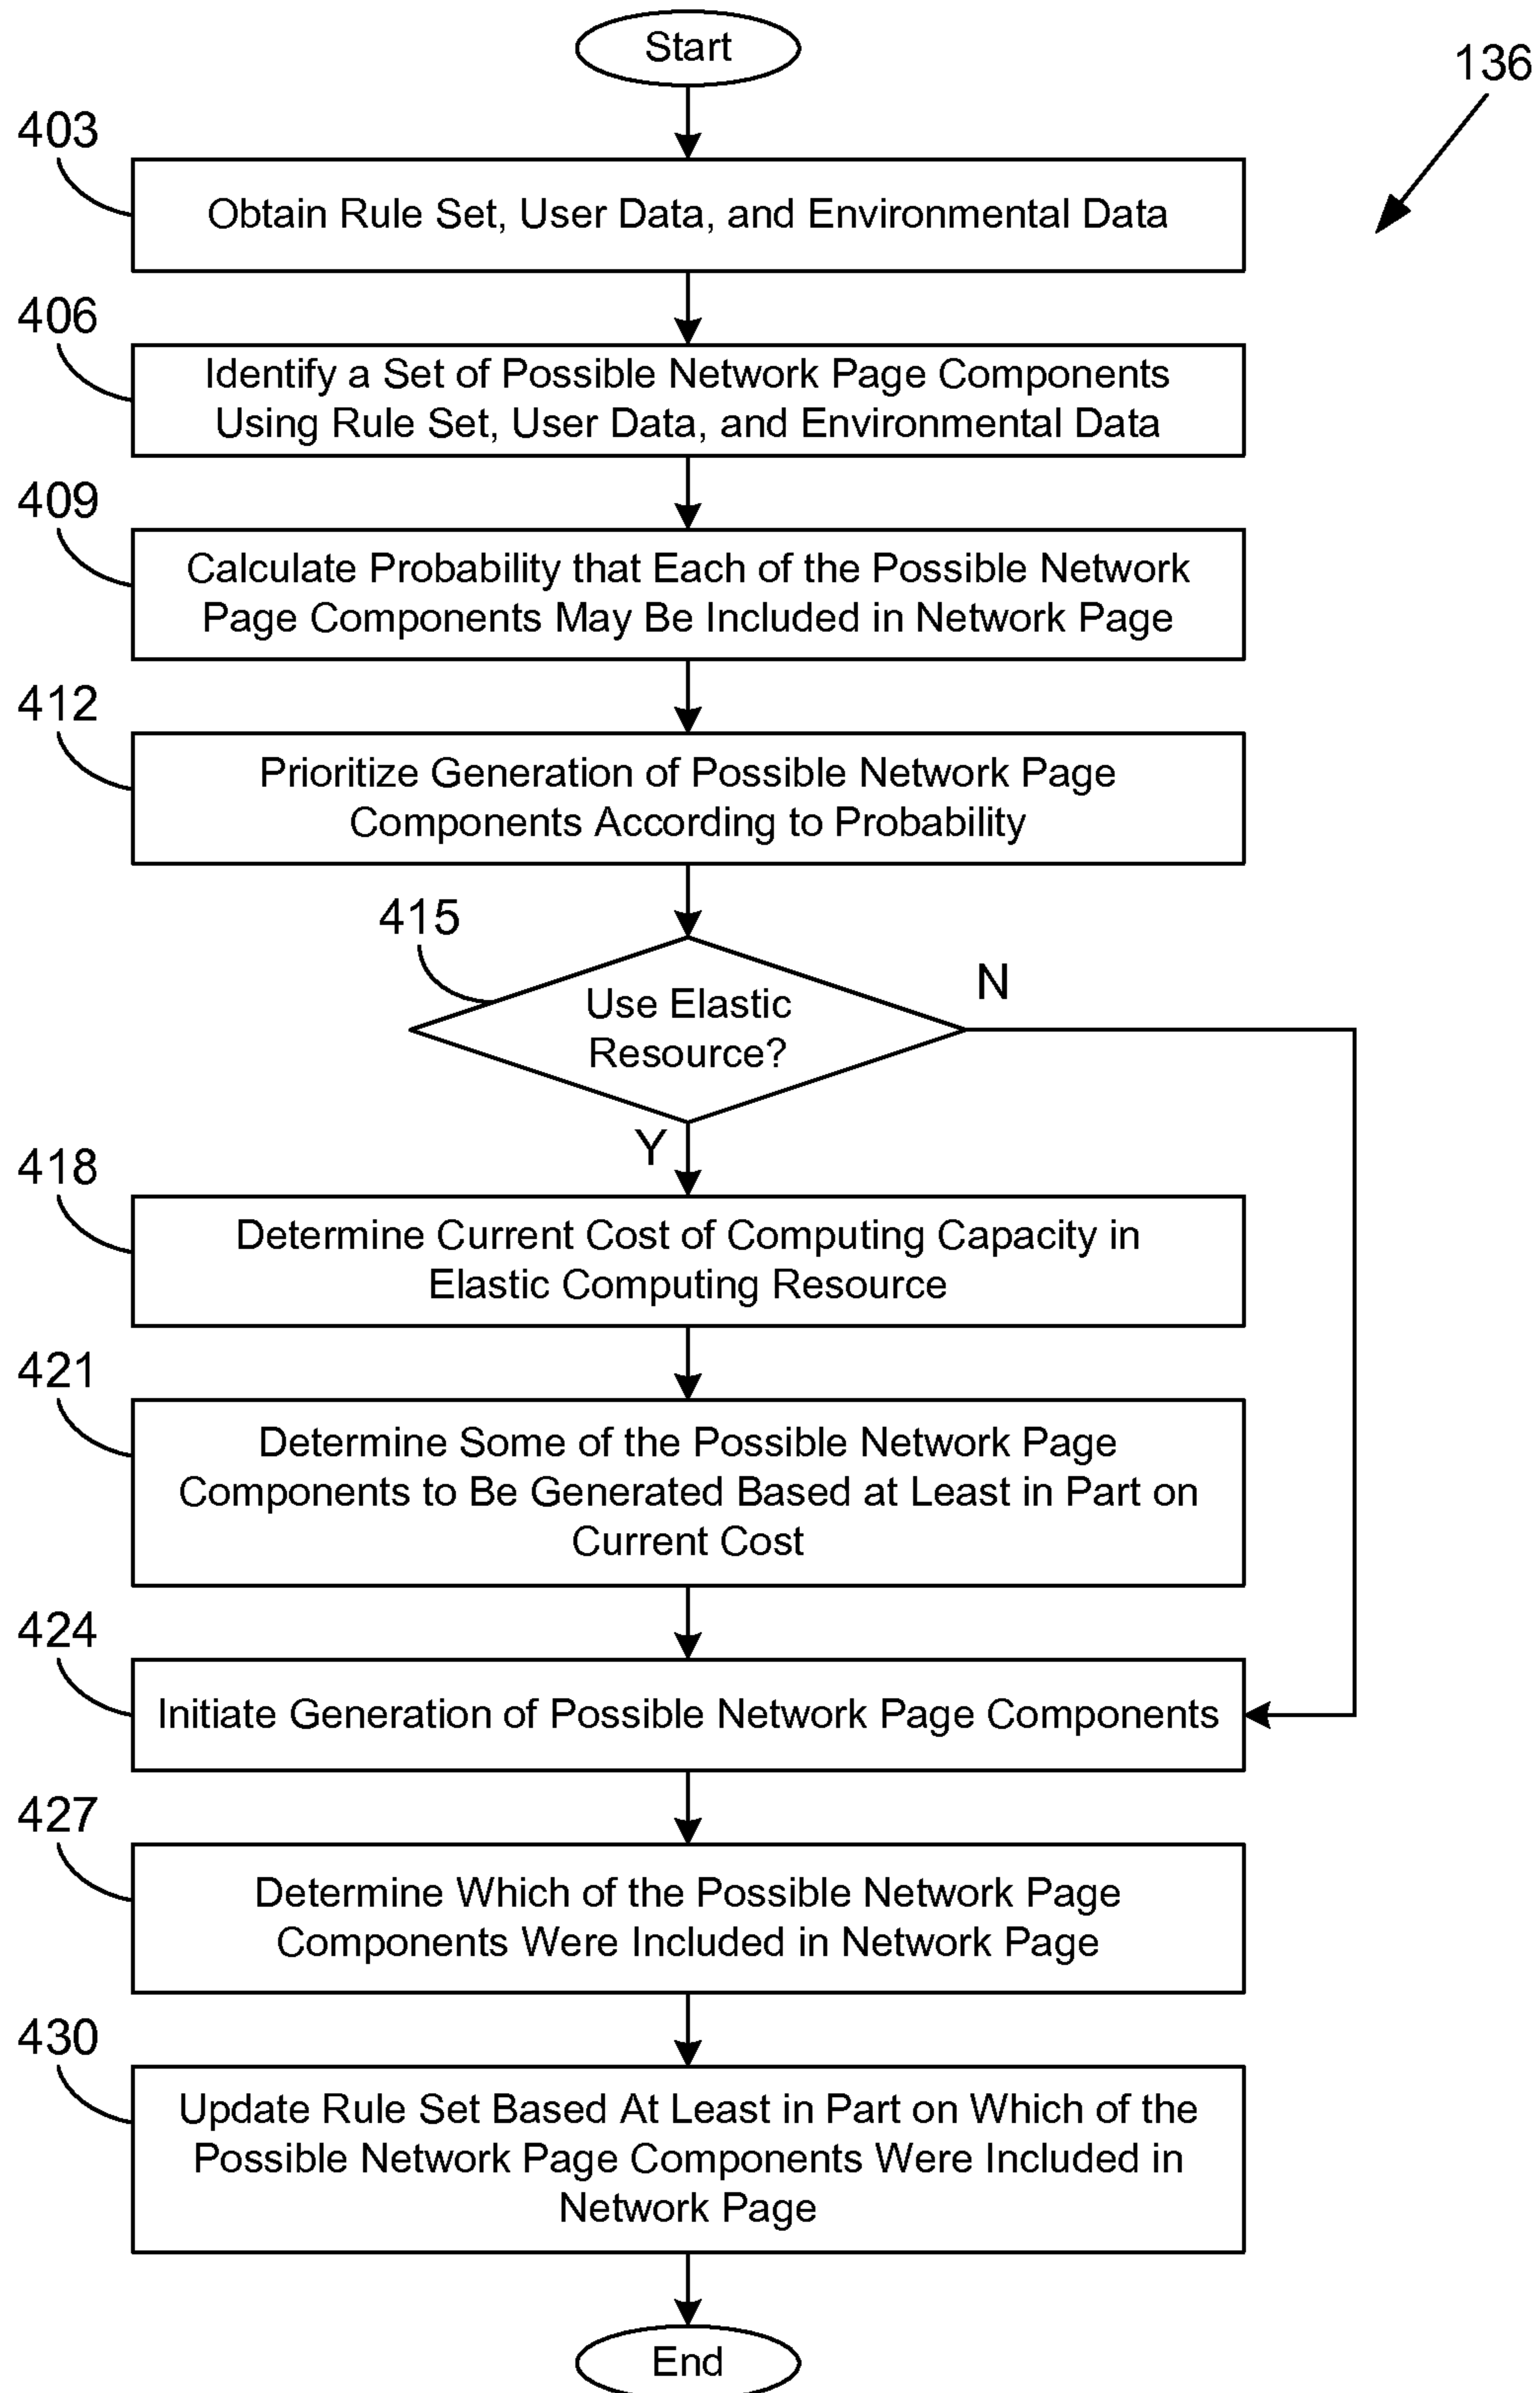 Start
136
403
Obtain Rule Set, User Data, and Environmental Data
406
Identify a Set of Possible Network Page Components
Using Rule Set, User Data, and Environmental Data
409
Calculate Probability that Each of the Possible Network
Page Components May Be Included in Network Page
412
Prioritize Generation of Possible Network Page
Components According to Probability
415
Use Elastic
Resource?
N
Y
418
Determine Current Cost of Computing Capacity in
Elastic Computing Resource
421
Determine Some of the Possible Network Page
Components to Be Generated Based at Least in Part on
Current Cost
424
Initiate Generation of Possible Network Page Components
427
Determine Which of the Possible Network Page
Components Were Included in Network Page
430
Update Rule Set Based At Least in Part on Which of the
Possible Network Page Components Were Included in
Network Page
End